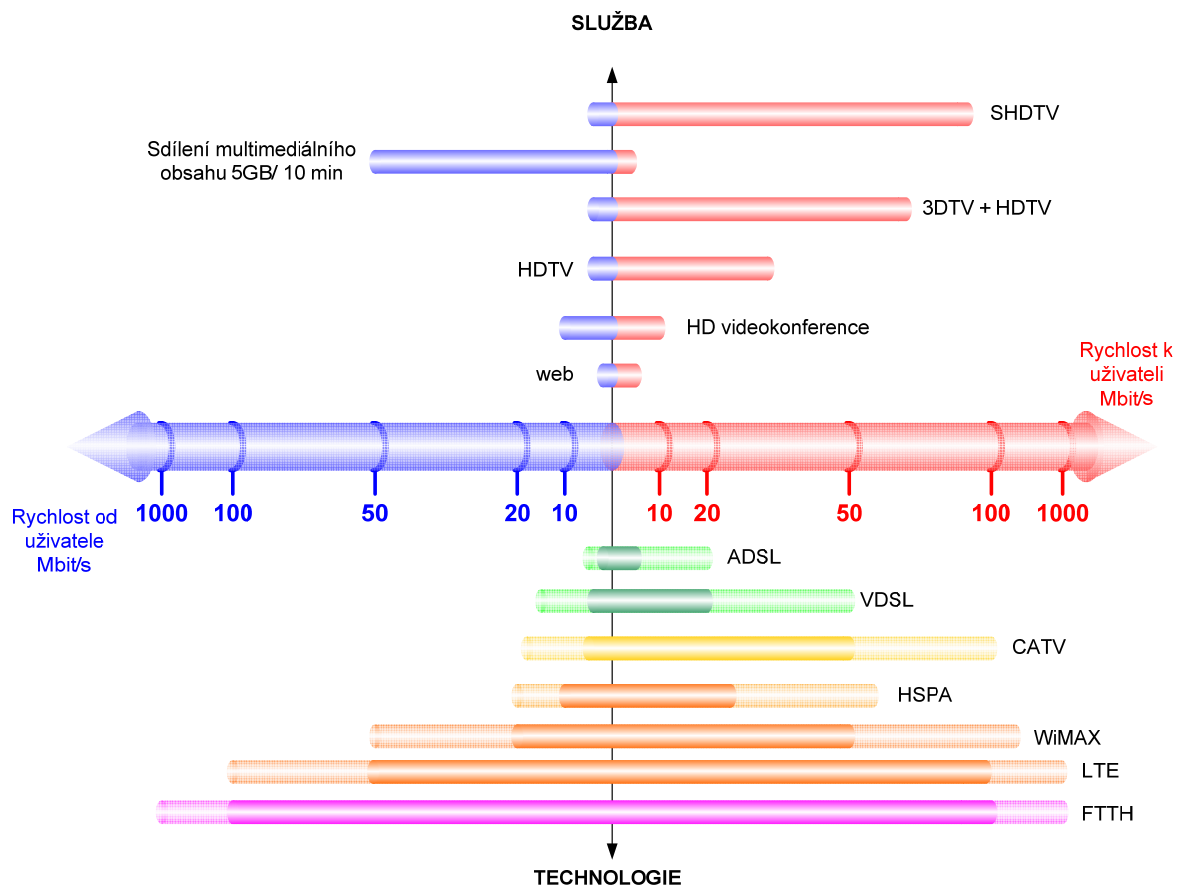 SLUŽBA
SHDTV
Sdílení multimediálního
obsahu 5GB/ 10 min
3DTV + HDTV
HDTV
HD videokonference
web
Rychlost k
uživateli
Mbit/s
1000 100 50 20 10 10 20 50 100 1000
Rychlost od
uživatele
Mbit/s
ADSL
VDSL
CATV
HSPA
WiMAX
LTE
FTTH
TECHNOLOGIE